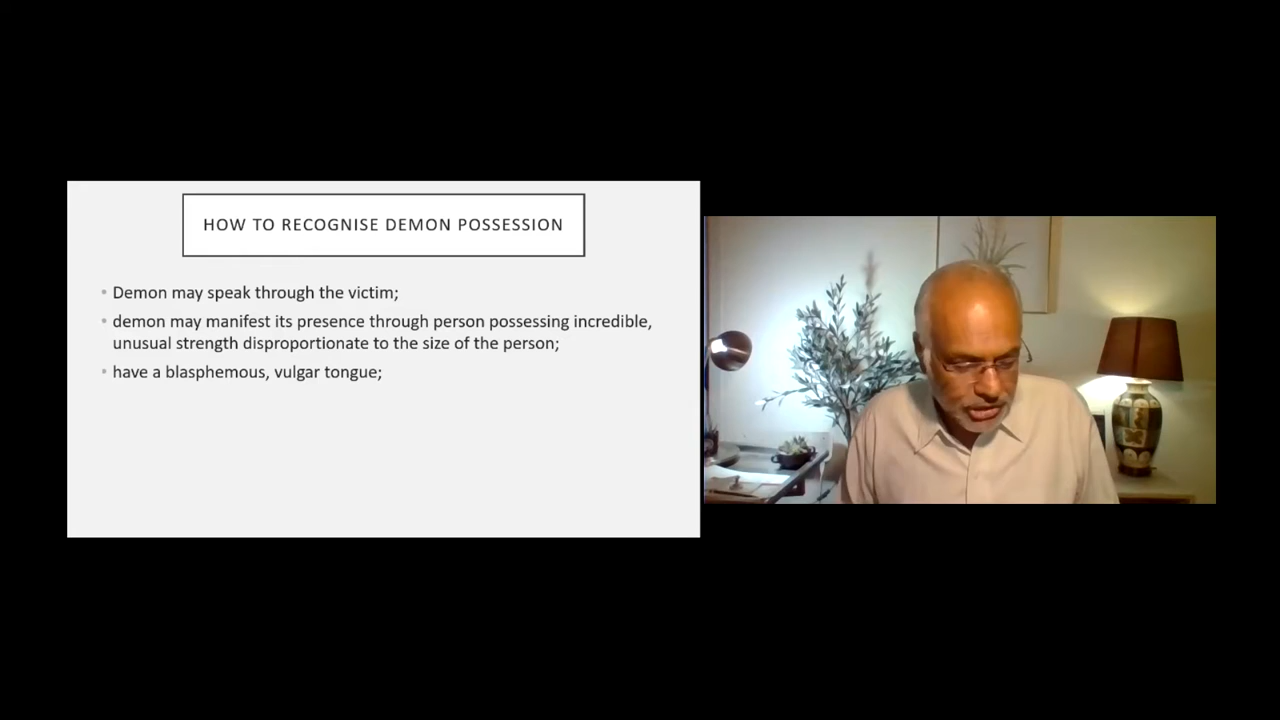 HOW TO RECOGNISE DEMON POSSESSION
• Demon may speak through the victim;
• demon may manifest its presence through person possessing incredible,
unusual strength disproportionate to the size of the person;
• have a blasphemous, vulgar tongue;